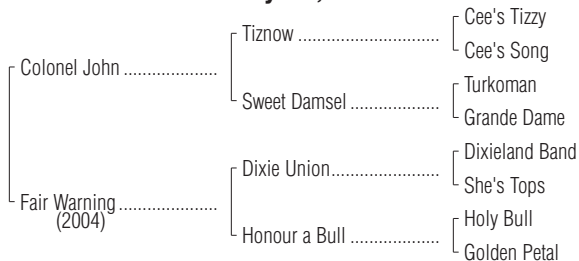 Cee's Tizzy
Tiznow
Cee's Song
Colonel John
Turkoman
Sweet Damsel
Grande Dame
Dixieland Band
Dixie Union
She's Tops
Fair Warning
(2004)
Holy Bull
Honour a Bull
Golden Petal